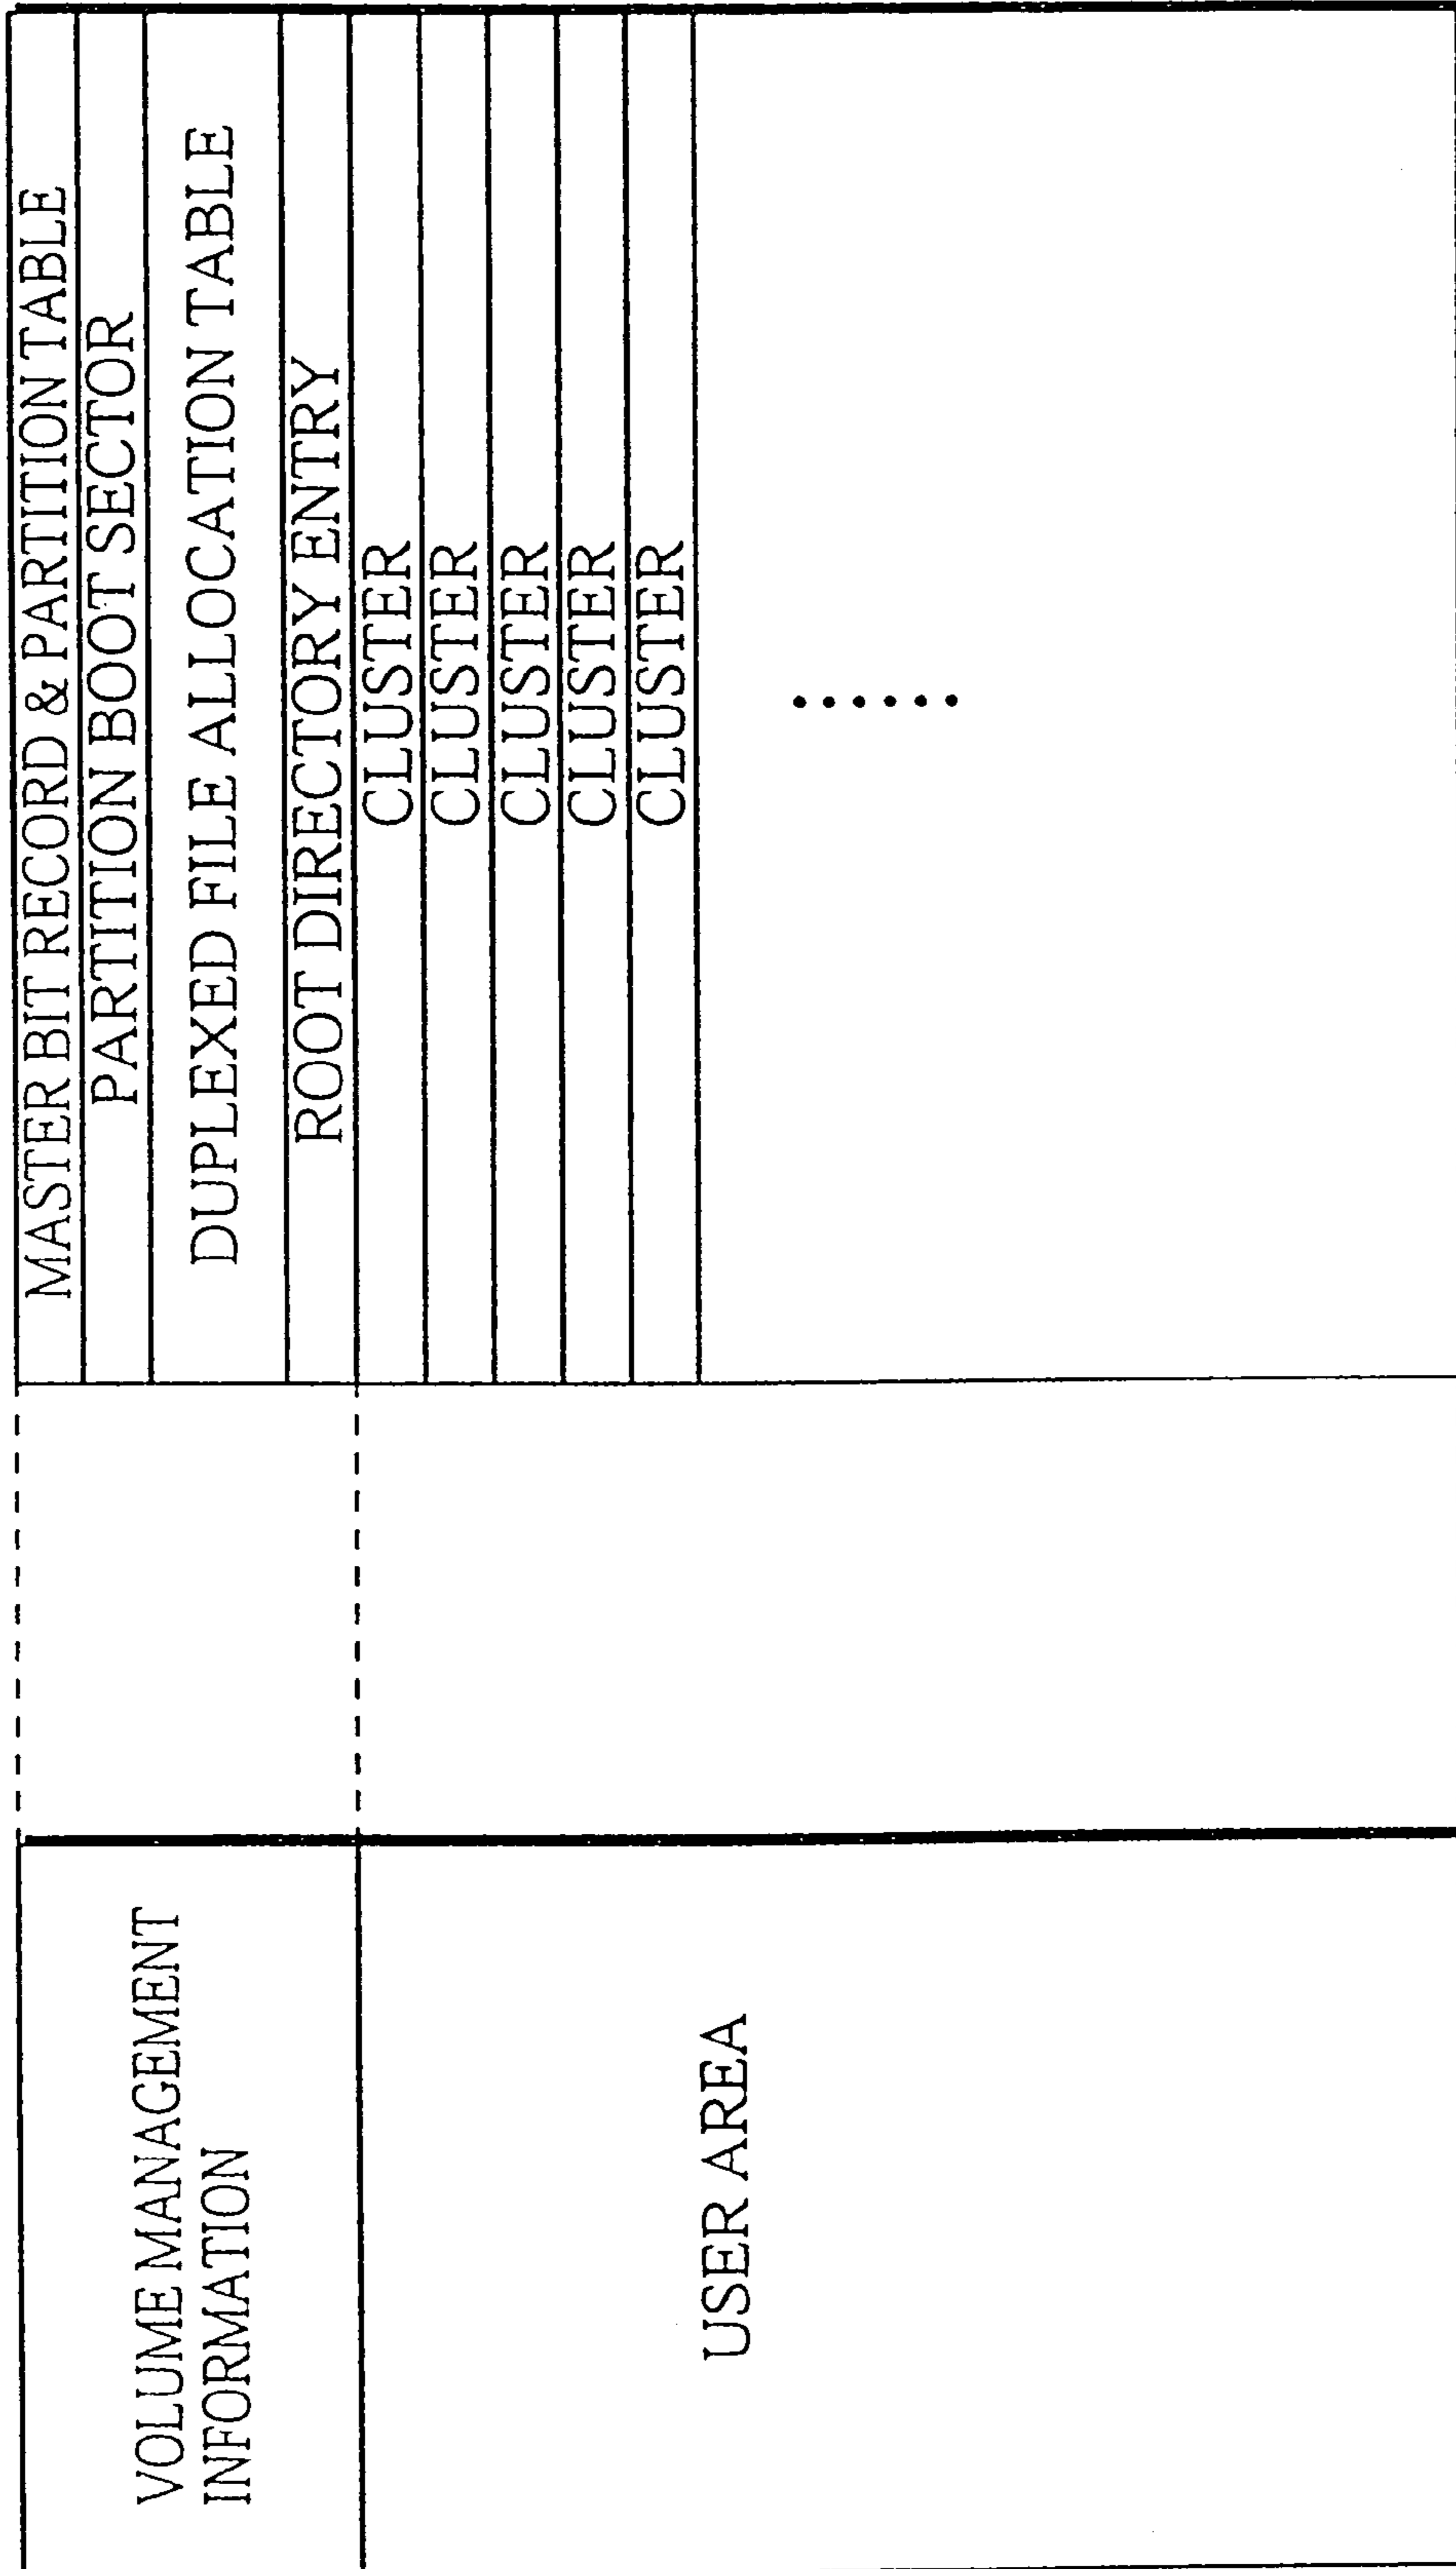 VOLUME MANAGEMENT
INFORMATION
USER AREA
MASTER BIT RECORD & PARTITION TABLE
PARTITION BOOT SECTOR
DUPLEXED FILE ALLOCATION TABLE
ROOT DIRECTORY ENTRY
CLUSTER
CLUSTER
CLUSTER
CLUSTER
CLUSTER
......